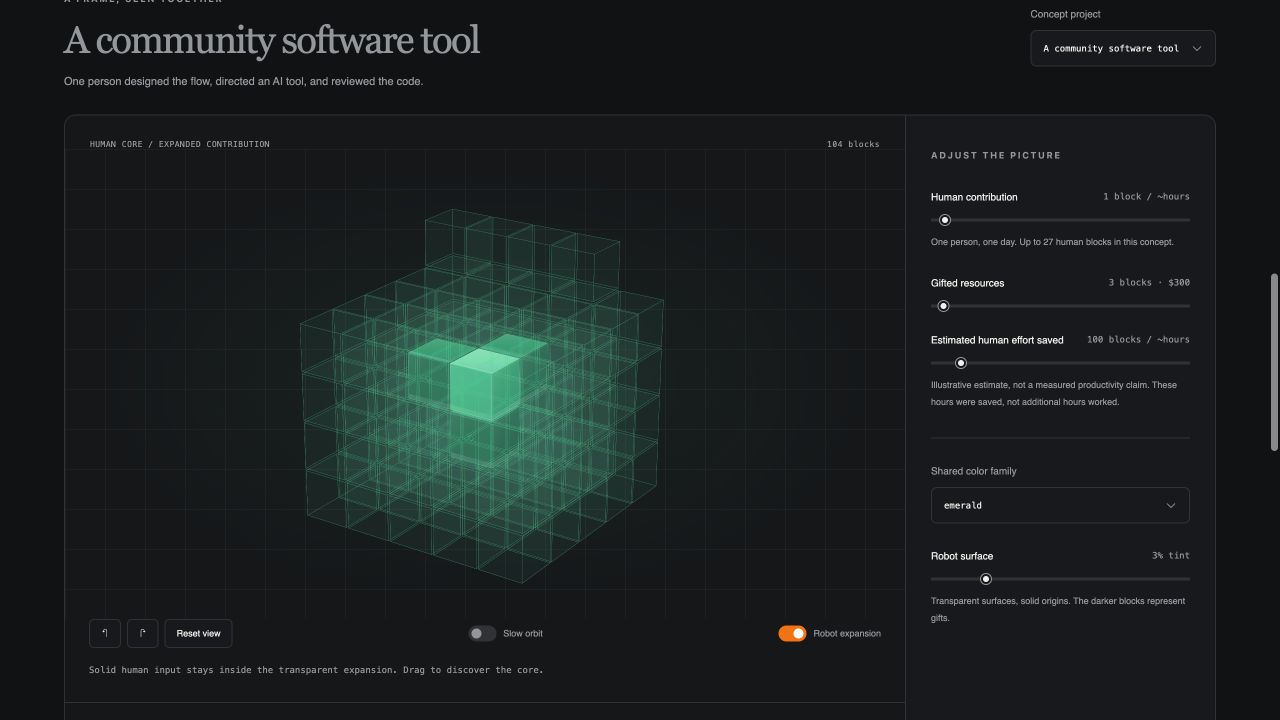 A FRAME, SEEN TOGETHER
A community software tool
One person designed the flow, directed an AI tool, and reviewed the code.
Concept project
A community software tool
HUMAN CORE / EXPANDED CONTRIBUTION
104 blocks
Reset view
Slow orbit
Robot expansion
Solid human input stays inside the transparent expansion. Drag to discover the core.
ADJUST THE PICTURE
Human contribution
1 block / ~hours
One person, one day. Up to 27 human blocks in this concept.
Gifted resources
3 blocks · $300
Estimated human effort saved
100 blocks / ~hours
Illustrative estimate, not a measured productivity claim. These
hours were saved, not additional hours worked.
Shared color family
emerald
Robot surface
3% tint
Transparent surfaces, solid origins. The darker blocks represent
gifts.